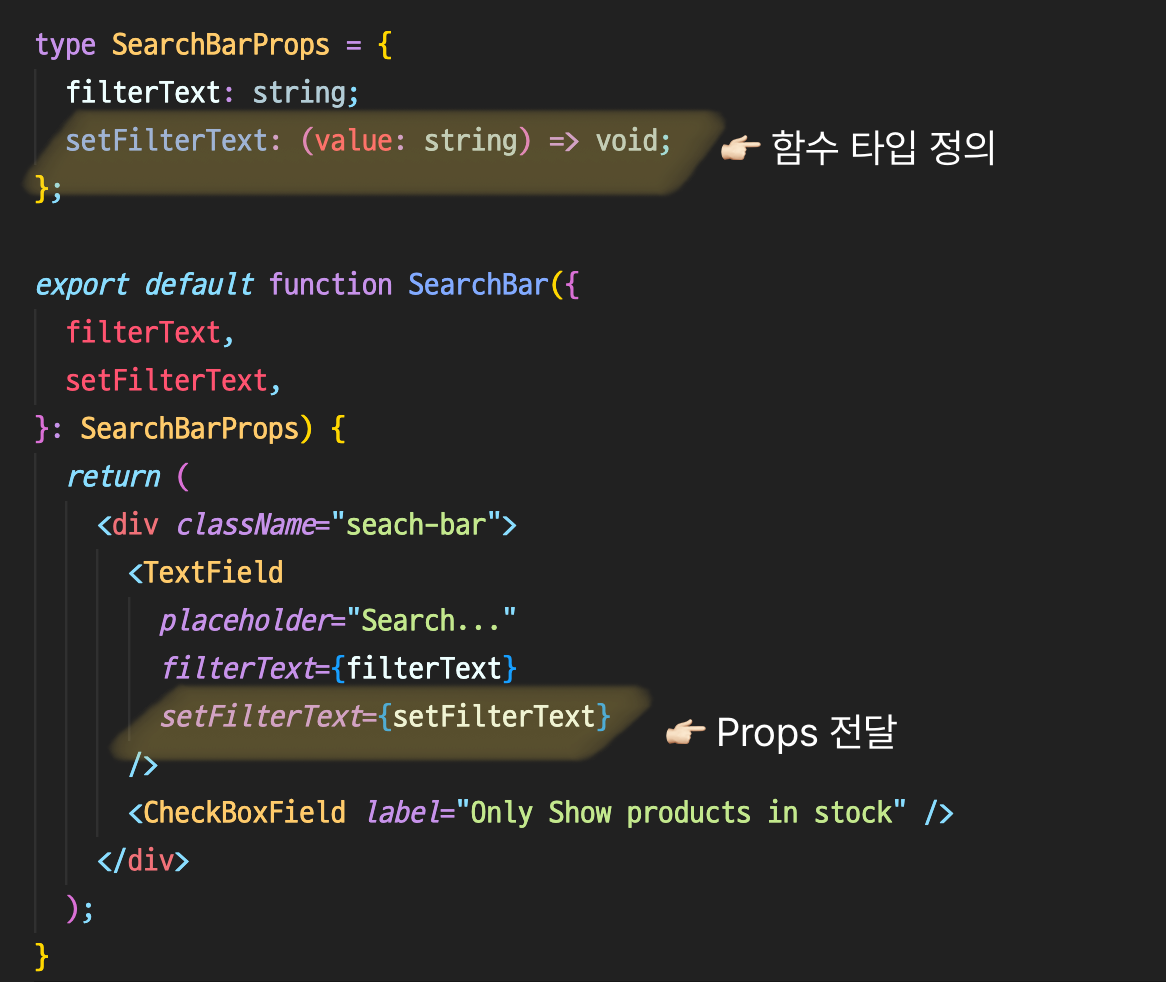 type SearchBarProps = {
filterText: string;
setFilterText: (value: string) => void;
👉🏻 함수 타입 정의
};
export default function SearchBar({
filterText,
setFilterText,
}: SearchBarProps) {
return (
<div className="seach-bar">
<TextField
placeholder="Search..."
filterText={filterText}
setFilterText={setFilterText}
👉🏻 Props 전달
/>
<CheckBoxField label="Only Show products in stock" />
</div>
);
}